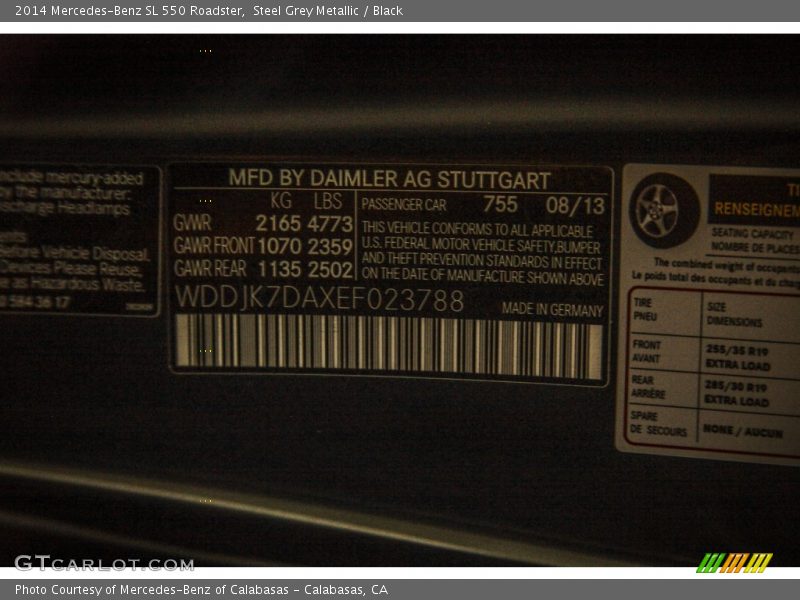 2014 Mercedes-Benz SL 550 Roadster,  Steel Grey Metallic / Black
include mercury-added
by the manufacturer:
Discharge Headlamps
Before Vehicle Disposal.
Devices Please Reuse,
as Hazardous Waste.
584 36 17
MFD BY DAIMLER AG STUTTGART
KG LBS
GVWR 2165 4773
GAWR FRONT 1070 2359
GAWR REAR 1135 2502
PASSENGER CAR 755 08/13
THIS VEHICLE CONFORMS TO ALL APPLICABLE
U.S. FEDERAL MOTOR VEHICLE SAFETY,BUMPER
AND THEFT PREVENTION STANDARDS IN EFFECT
ON THE DATE OF MANUFACTURE SHOWN ABOVE
WDDJK7DAXEF023788 MADE IN GERMANY
TI
RENSEIGNEM
SEATING CAPACITY
NOMBRE DE PLACES
The combined weight of occupants
Le poids total des occupants et du char
TIRE SIZE
PNEU DIMENSIONS
FRONT 255/35 R19
AVANT EXTRA LOAD
REAR 285/30 R19
ARRIÈRE EXTRA LOAD
SPARE
DE SECOURS NONE / AUCUN
GTCARLOT.COM
Photo Courtesy of Mercedes-Benz of Calabasas - Calabasas, CA